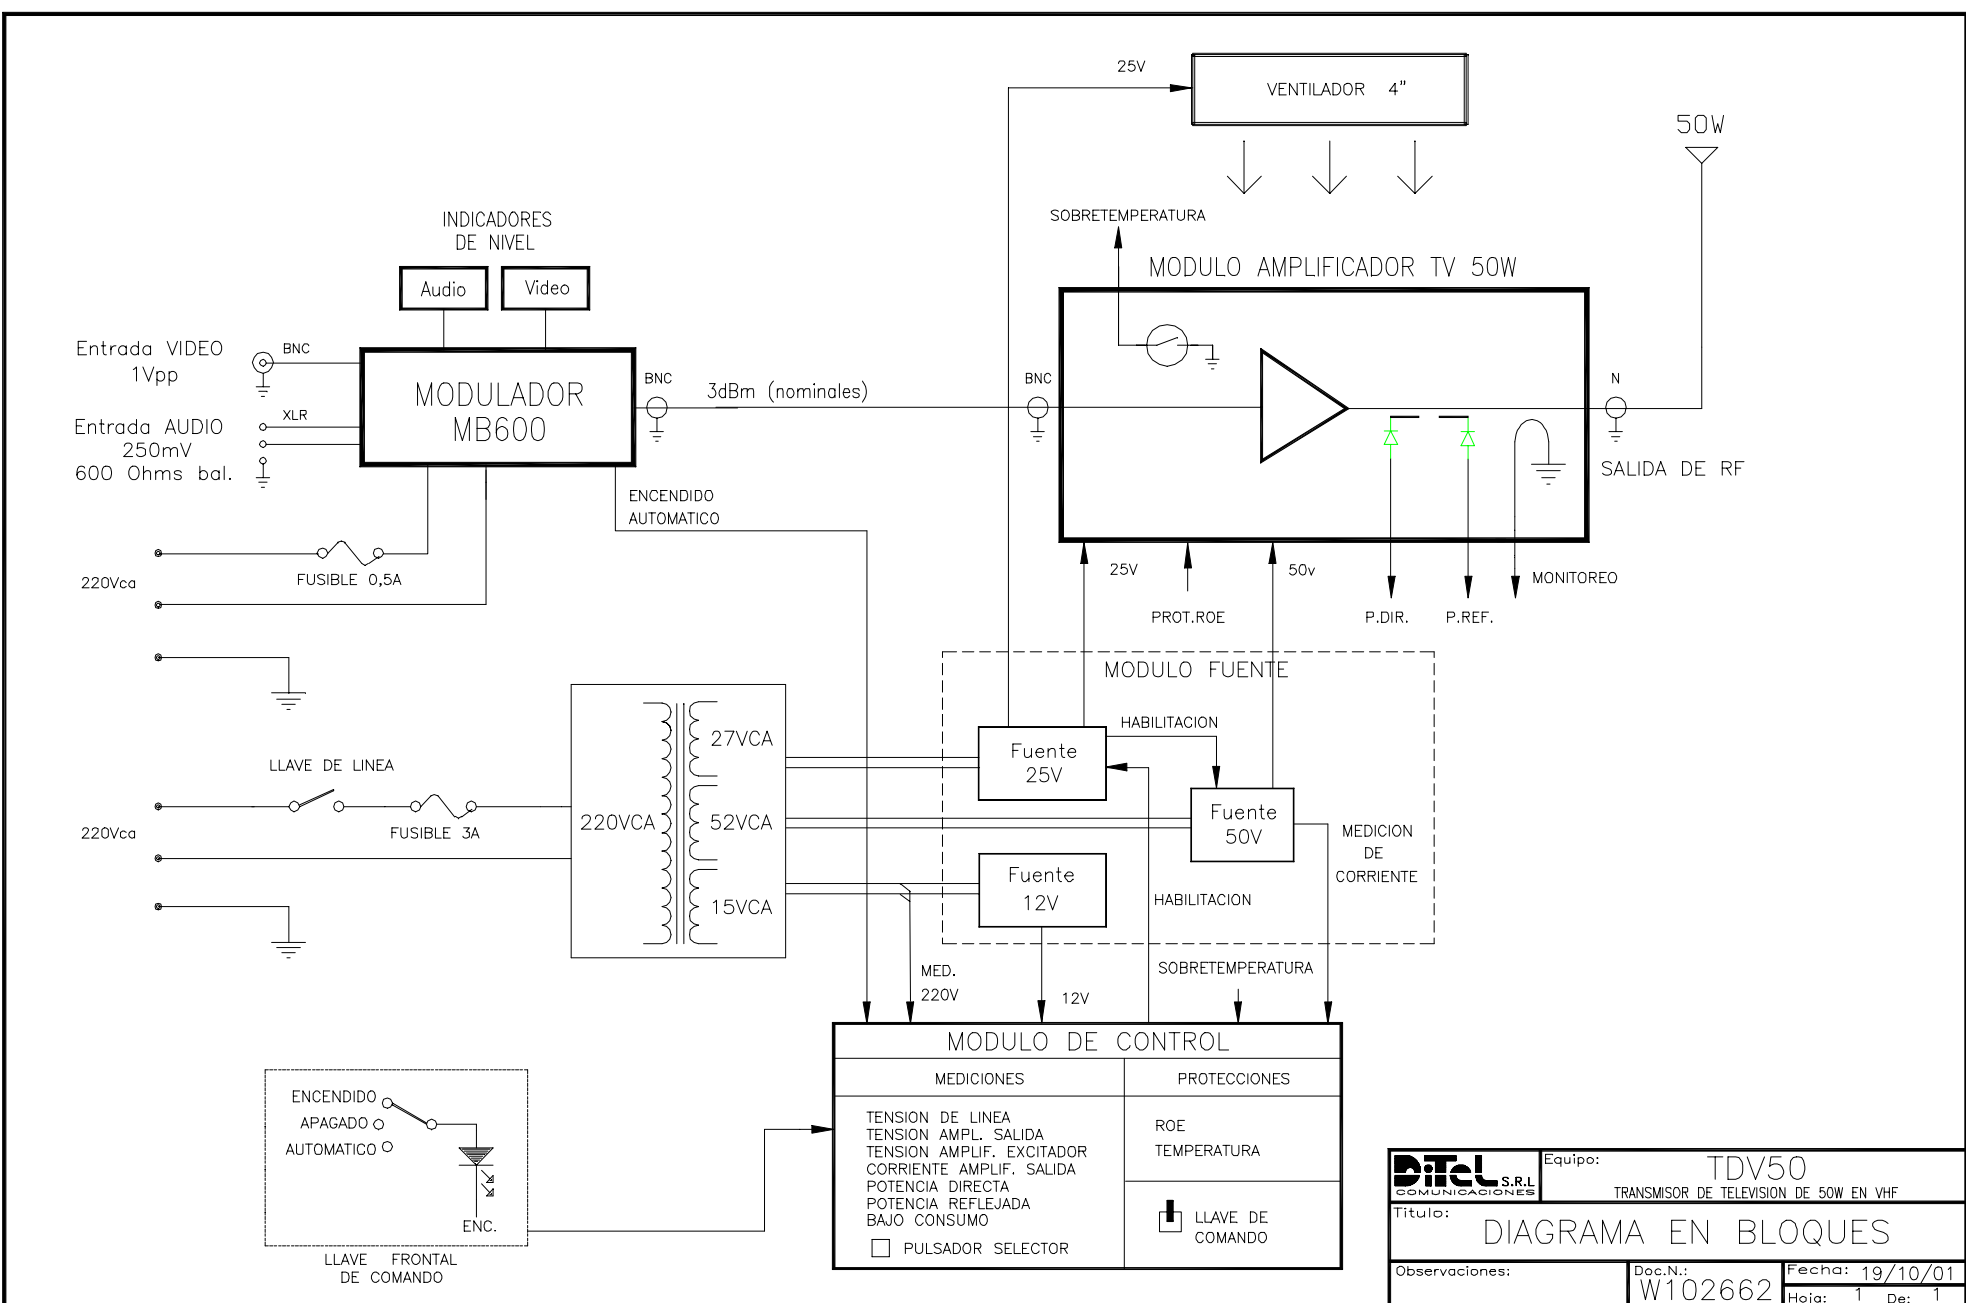 25V
VENTILADOR 4"
50W
SOBRETEMPERATURA
INDICADORES
DE NIVEL
Audio
Video
MODULO AMPLIFICADOR TV 50W
Entrada VIDEO
1Vpp
BNC
MODULADOR
MB600
BNC
3dBm (nominales)
BNC
N
Entrada AUDIO
250mV
600 Ohms bal.
XLR
SALIDA DE RF
ENCENDIDO
AUTOMATICO
220Vca
FUSIBLE 0,5A
25V
PROT.ROE
50v
P.DIR.
P.REF.
MONITOREO
MODULO FUENTE
LLAVE DE LINEA
220Vca
FUSIBLE 3A
220VCA
27VCA
52VCA
15VCA
Fuente
25V
HABILITACION
Fuente
50V
MEDICION
DE
CORRIENTE
Fuente
12V
HABILITACION
MED.
220V
12V
SOBRETEMPERATURA
MODULO DE CONTROL
MEDICIONES
TENSION DE LINEA
TENSION AMPL. SALIDA
TENSION AMPLIF. EXCITADOR
CORRIENTE AMPLIF. SALIDA
POTENCIA DIRECTA
POTENCIA REFLEJADA
BAJO CONSUMO
PULSADOR SELECTOR
PROTECCIONES
ROE
TEMPERATURA
LLAVE DE
COMANDO
ENCENDIDO
APAGADO
AUTOMATICO
ENC.
LLAVE FRONTAL
DE COMANDO
DiTel S.R.L
COMUNICACIONES
Equipo:
TDV50
TRANSMISOR DE TELEVISION DE 50W EN VHF
Titulo:
DIAGRAMA EN BLOQUES
Observaciones:
Doc.N.:
W102662
Fecha: 19/10/01
Hoja: 1 De: 1